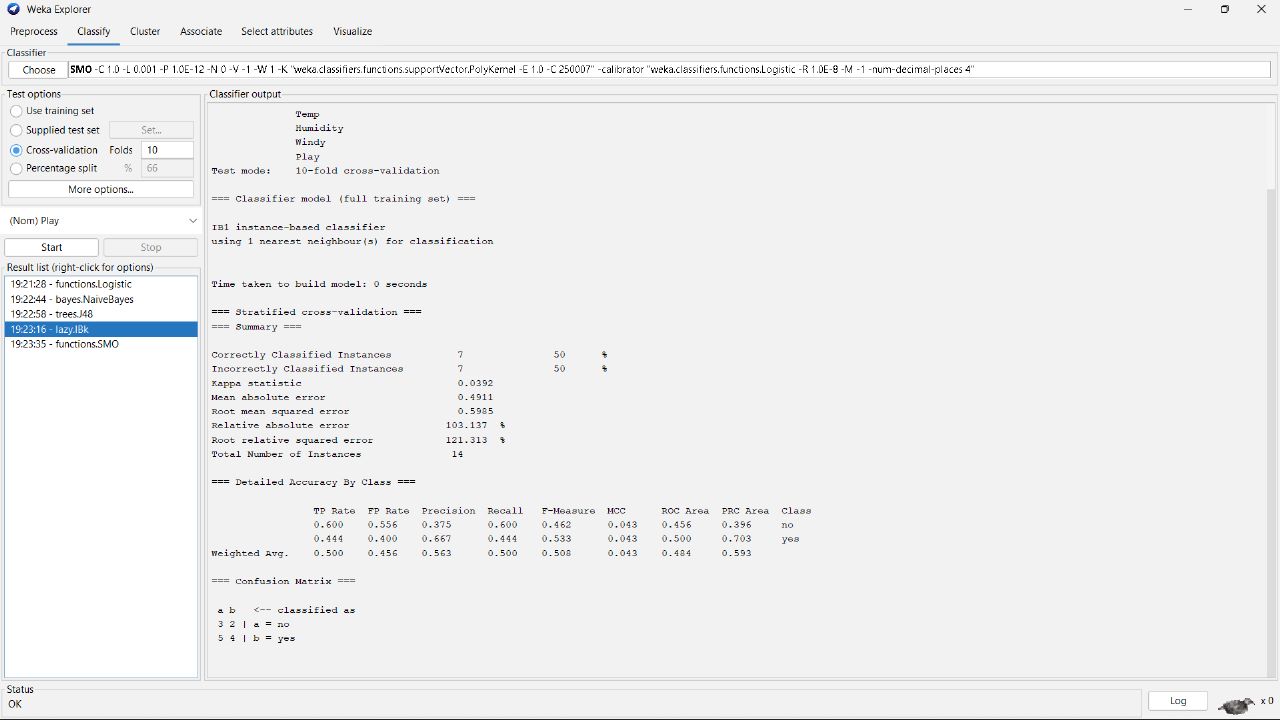 Weka Explorer
Preprocess Classify Cluster Associate Select attributes Visualize
Classifier
Choose SMO -C 1.0 -L 0.001 -P 1.0E-12 -N 0 -V -1 -W 1 -K "weka.classifiers.functions.supportVector.PolyKernel -E 1.0 -C 250007" -calibrator "weka.classifiers.functions.Logistic -R 1.0E-8 -M -1 -num-decimal-places 4"
Test options
Use training set
Supplied test set Set...
Cross-validation Folds 10
Percentage split % 66
More options...
(Nom) Play
Start Stop
Result list (right-click for options)
19:21:28 - functions.Logistic
19:22:44 - bayes.NaiveBayes
19:22:58 - trees.J48
19:23:16 - lazy.IBk
19:23:35 - functions.SMO
Classifier output
Temp
Humidity
Windy
Play
Test mode: 10-fold cross-validation
=== Classifier model (full training set) ===
IB1 instance-based classifier
using 1 nearest neighbour(s) for classification
Time taken to build model: 0 seconds
=== Stratified cross-validation ===
=== Summary ===
Correctly Classified Instances 7 50 %
Incorrectly Classified Instances 7 50 %
Kappa statistic 0.0392
Mean absolute error 0.4911
Root mean squared error 0.5985
Relative absolute error 103.137 %
Root relative squared error 121.313 %
Total Number of Instances 14
=== Detailed Accuracy By Class ===
TP Rate FP Rate Precision Recall F-Measure MCC ROC Area PRC Area Class
0.600 0.556 0.375 0.600 0.462 0.043 0.456 0.396 no
0.444 0.400 0.667 0.444 0.533 0.043 0.500 0.703 yes
Weighted Avg. 0.500 0.456 0.563 0.500 0.508 0.043 0.484 0.593
=== Confusion Matrix ===
a b <-- classified as
3 2 | a = no
5 4 | b = yes
Status
OK
Log x 0